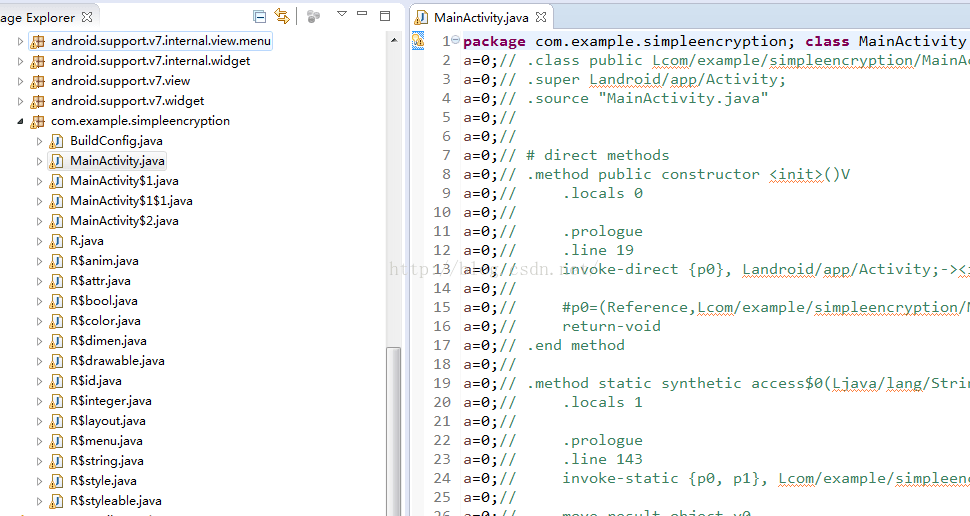 age Explorer
android.support.v7.internal.view.menu
android.support.v7.internal.widget
android.support.v7.view
android.support.v7.widget
com.example.simpleencryption
BuildConfig.java
MainActivity.java
MainActivity$1.java
MainActivity$1$1.java
MainActivity$2.java
R.java
R$anim.java
R$attr.java
R$bool.java
R$color.java
R$dimen.java
R$drawable.java
R$id.java
R$integer.java
R$layout.java
R$menu.java
R$string.java
R$style.java
R$styleable.java
MainActivity.java
1 package com.example.simpleencryption; class MainActivity
2 a=0;// .class public Lcom/example/simpleencryption/MainAc
3 a=0;// .super Landroid/app/Activity;
4 a=0;// .source "MainActivity.java"
5 a=0;//
6 a=0;//
7 a=0;// # direct methods
8 a=0;// .method public constructor <init>()V
9 a=0;//     .locals 0
10 a=0;//
11 a=0;//     .prologue
12 a=0;//     .line 19
13 a=0;//     invoke-direct {p0}, Landroid/app/Activity;-><i
14 a=0;//
15 a=0;//     #p0=(Reference,Lcom/example/simpleencryption/M
16 a=0;//     return-void
17 a=0;// .end method
18 a=0;//
19 a=0;// .method static synthetic access$0(Ljava/lang/Strin
20 a=0;//     .locals 1
21 a=0;//
22 a=0;//     .prologue
23 a=0;//     .line 143
24 a=0;//     invoke-static {p0, p1}, Lcom/example/simpleenc
25 a=0;//
26 a=0;//     move-result-object v0
http://blog.csdn.net/